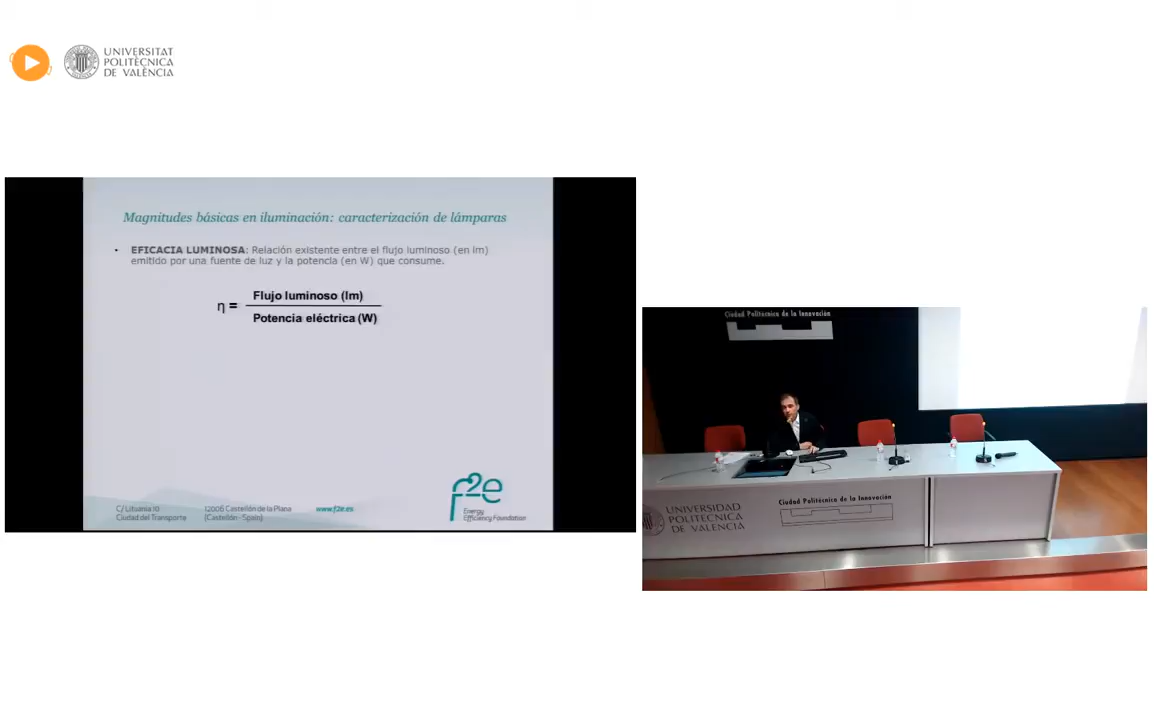 UNIVERSITAT
POLITÈCNICA
DE VALÈNCIA
Magnitudes básicas en iluminación: caracterización de lámparas
• EFICACIA LUMINOSA: Relación existente entre el flujo luminoso (en lm)
emitido por una fuente de luz y la potencia (en W) que consume.
η = Flujo luminoso (lm)
Potencia eléctrica (W)
C/ Lituania 10
Ciudad del Transporte
12006 Castellón de la Plana
(Castellón - Spain)
www.f2e.es
f2e
Energy
Efficiency Foundation
Ciudad Politécnica de la Innovación
Ciudad Politécnica de la Innovación
UNIVERSIDAD
POLITECNICA
DE VALENCIA